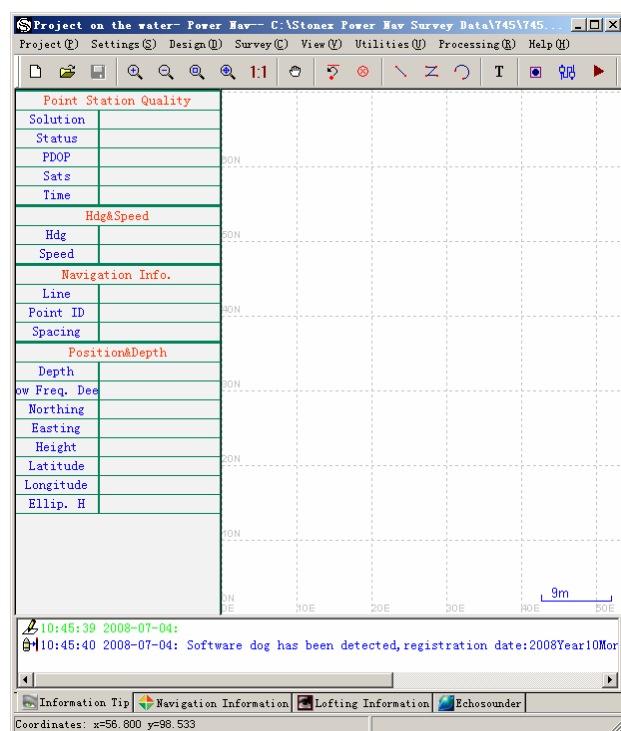 Project on the water- Power Nav-- C:\Stonex Power Nav Survey Data\745\745...
Project(P) Settings(S) Design(D) Survey(C) View(V) Utilities(U) Processing(R) Help(H)
1:1 T
Point Station Quality
Solution
Status
PDOP
Sats
Time
Hdg&Speed
Hdg
Speed
Navigation Info.
Line
Point ID
Spacing
Position&Depth
Depth
ow Freq. Dee
Northing
Easting
Height
Latitude
Longitude
Ellip. H
60N
50N
40N
30N
20N
10N
0N
0E 10E 20E 30E 40E 50E
9m
10:45:39 2008-07-04:
10:45:40 2008-07-04: Software dog has been detected,registration date:2008Year10Mor
Information Tip Navigation Information Lofting Information Echosounder
Coordinates: x=56.800 y=98.533